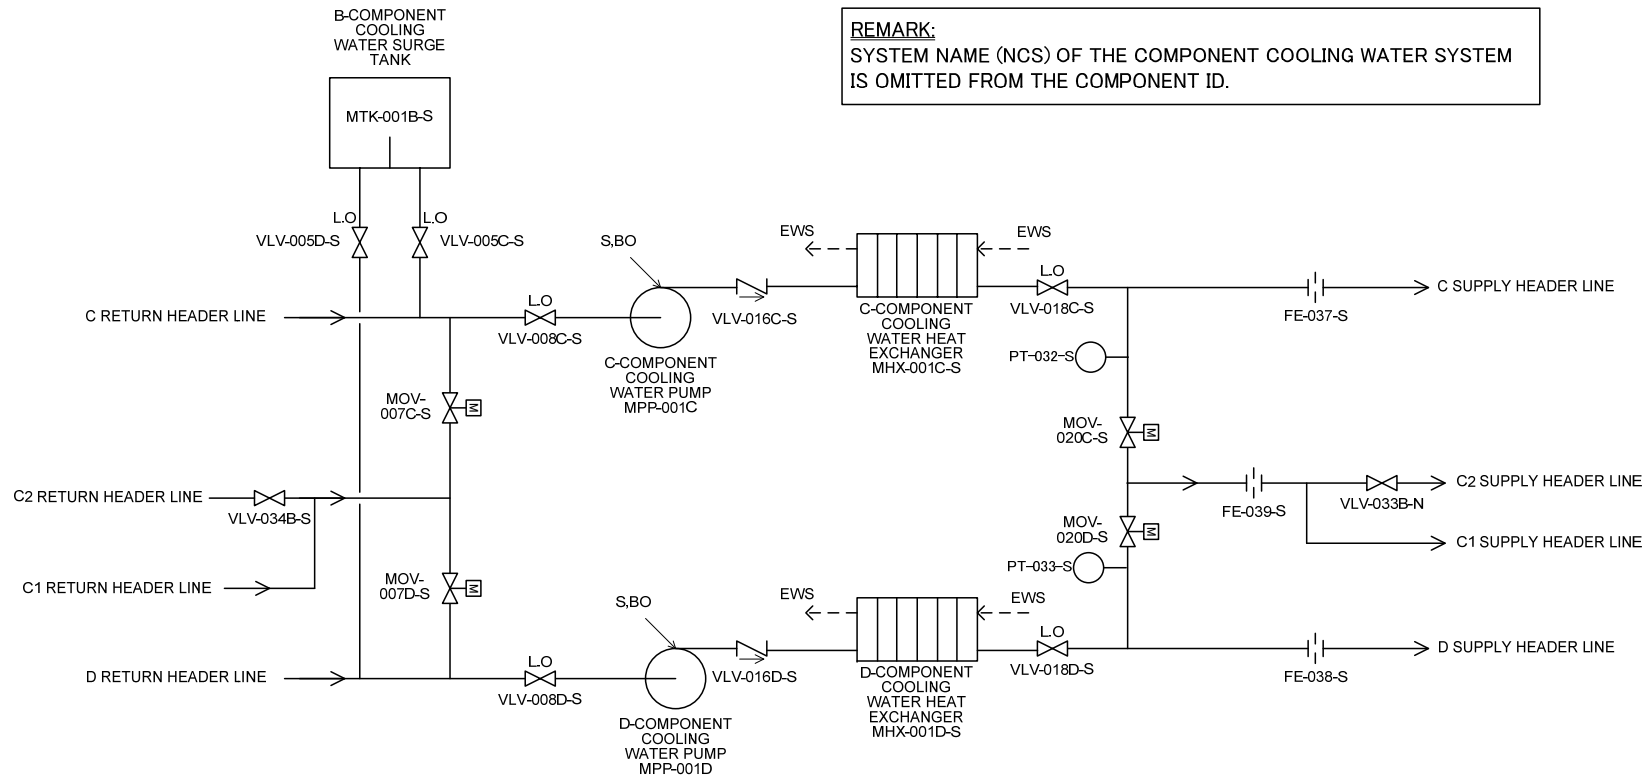 B-COMPONENT
COOLING
WATER SURGE
TANK
REMARK:
SYSTEM NAME (NCS) OF THE COMPONENT COOLING WATER SYSTEM
IS OMITTED FROM THE COMPONENT ID.
MTK-001B-S
L.O
L.O
VLV-005D-S
VLV-005C-S
S,BO
EWS
EWS
C RETURN HEADER LINE
L.O
VLV-008C-S
VLV-016C-S
L.O
VLV-018C-S
C SUPPLY HEADER LINE
FE-037-S
C-COMPONENT
COOLING
WATER PUMP
MPP-001C
C-COMPONENT
COOLING
WATER HEAT
EXCHANGER
MHX-001C-S
PT-032-S
MOV-
007C-S
M
MOV-
020C-S
M
C2 RETURN HEADER LINE
VLV-034B-S
FE-039-S
VLV-033B-N
C2 SUPPLY HEADER LINE
MOV-
020D-S
M
C1 SUPPLY HEADER LINE
PT-033-S
C1 RETURN HEADER LINE
MOV-
007D-S
M
S,BO
EWS
EWS
D RETURN HEADER LINE
L.O
VLV-008D-S
VLV-016D-S
L.O
VLV-018D-S
D SUPPLY HEADER LINE
FE-038-S
D-COMPONENT
COOLING
WATER PUMP
MPP-001D
D-COMPONENT
COOLING
WATER HEAT
EXCHANGER
MHX-001D-S